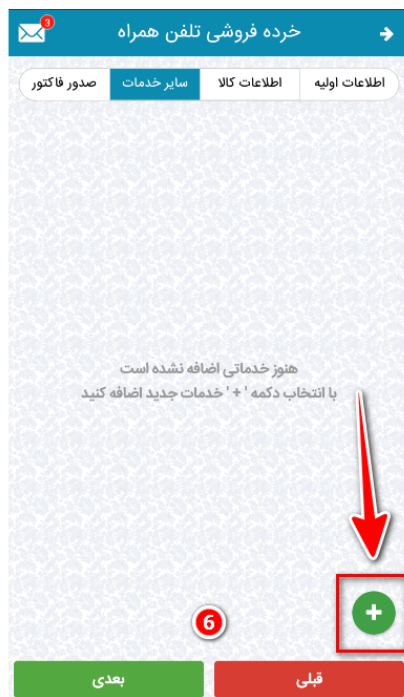 خرده فروشی تلفن همراه
3
اطلاعات اولیه
اطلاعات کالا
سایر خدمات
صدور فاکتور
هنوز خدماتی اضافه نشده است
با انتخاب دکمه ' + ' خدمات جدید اضافه کنید
+
6
قبلی
بعدی